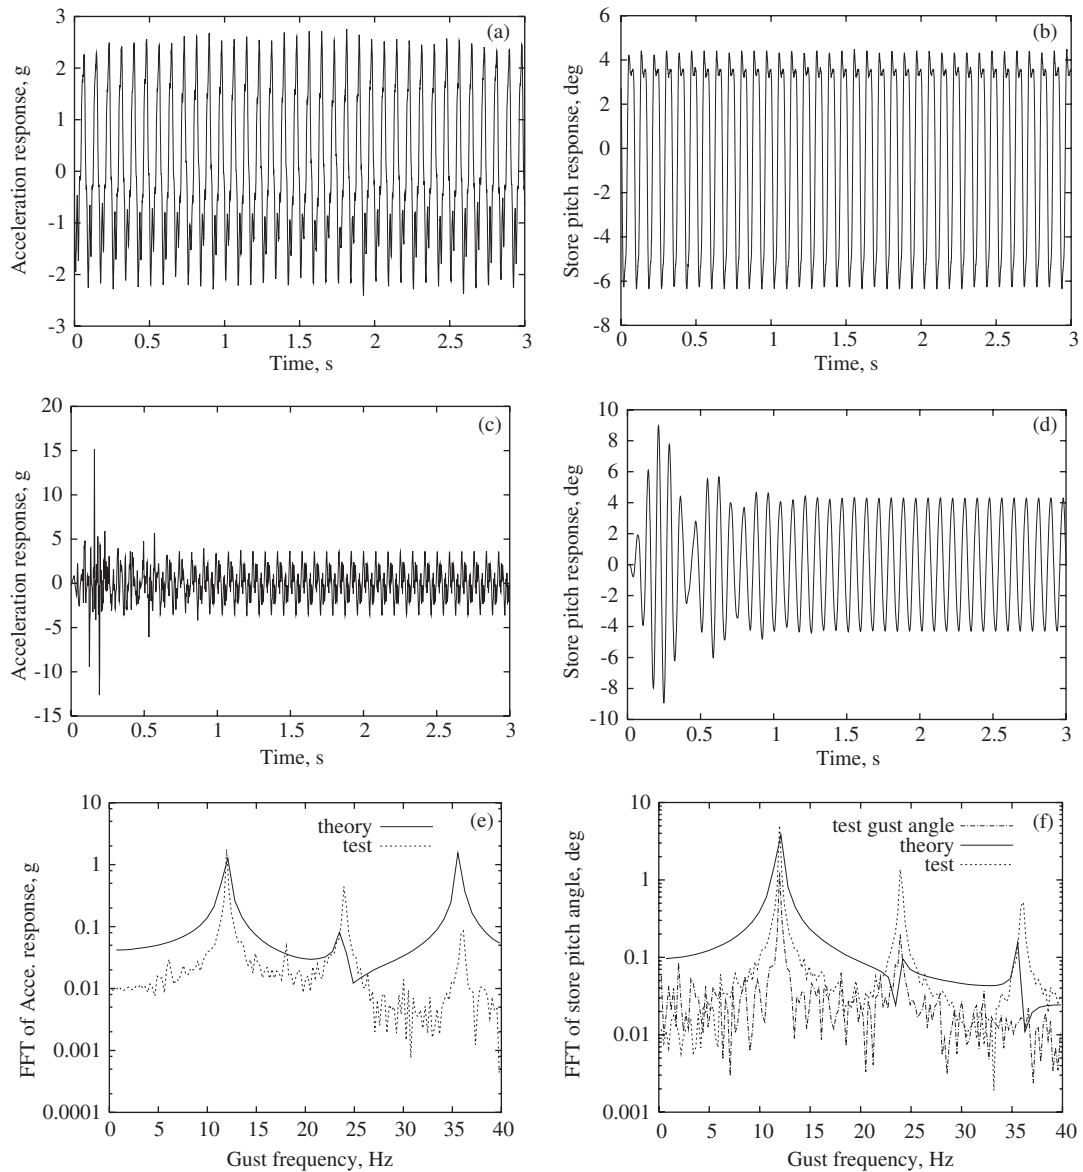 (a)
Acceleration response, g
3
2
1
0
-1
-2
-3
0 0.5 1 1.5 2 2.5 3
Time, s
(b)
Store pitch response, deg
6
4
2
0
-2
-4
-6
-8
0 0.5 1 1.5 2 2.5 3
Time, s
(c)
Acceleration response, g
20
15
10
5
0
-5
-10
-15
0 0.5 1 1.5 2 2.5 3
Time, s
(d)
Store pitch response, deg
10
8
6
4
2
0
-2
-4
-6
-8
-10
0 0.5 1 1.5 2 2.5 3
Time, s
(e)
theory
test
FFT of Acce. response, g
10
1
0.1
0.01
0.001
0.0001
0 5 10 15 20 25 30 35 40
Gust frequency, Hz
(f)
test gust angle
theory
test
FFT of store pitch angle, deg
10
1
0.1
0.01
0.001
0 5 10 15 20 25 30 35 40
Gust frequency, Hz